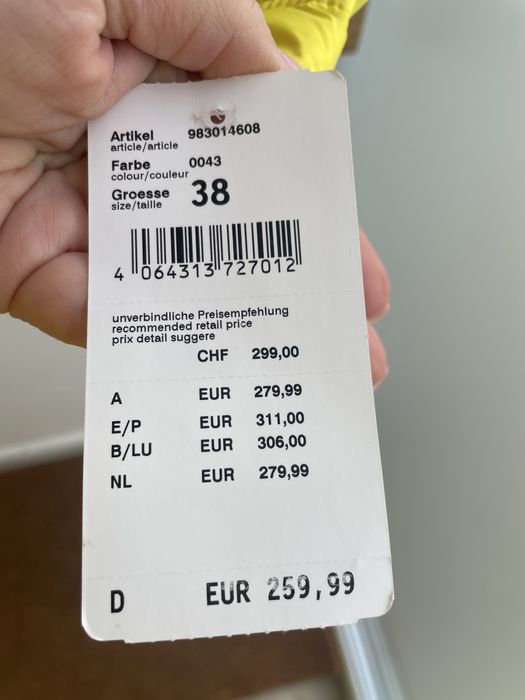 Artikel 983014608
article/article
Farbe 0043
colour/couleur
Groesse 38
size/taille
4 064313 727012
unverbindliche Preisempfehlung
recommended retail price
prix detail suggere
CHF 299,00
A EUR 279,99
E/P EUR 311,00
B/LU EUR 306,00
NL EUR 279,99
D EUR 259,99